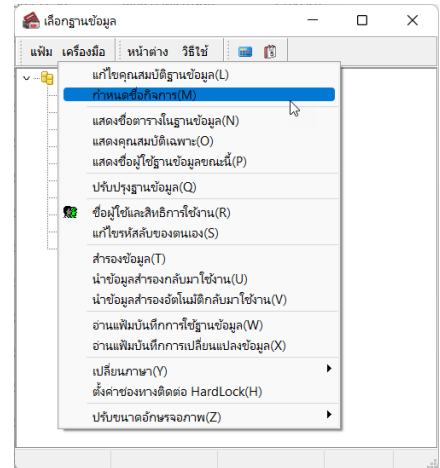 เลือกฐานข้อมูล
แฟ้ม เครื่องมือ หน้าต่าง วิธีใช้
แก้ไขคุณสมบัติฐานข้อมูล(L)
กำหนดชื่อกิจการ(M)
แสดงชื่อตารางในฐานข้อมูล(N)
แสดงคุณสมบัติเฉพาะ(O)
แสดงชื่อผู้ใช้ฐานข้อมูลขณะนี้(P)
ปรับปรุงฐานข้อมูล(Q)
ชื่อผู้ใช้และสิทธิการใช้งาน(R)
แก้ไขรหัสลับของตนเอง(S)
สำรองข้อมูล(T)
นำข้อมูลสำรองกลับมาใช้งาน(U)
นำข้อมูลสำรองอัตโนมัติกลับมาใช้งาน(V)
อ่านแฟ้มบันทึกการใช้ฐานข้อมูล(W)
อ่านแฟ้มบันทึกการเปลี่ยนแปลงข้อมูล(X)
เปลี่ยนภาษา(Y)
ตั้งค่าช่องทางติดต่อ HardLock(H)
ปรับขนาดอักษรจอภาพ(Z)